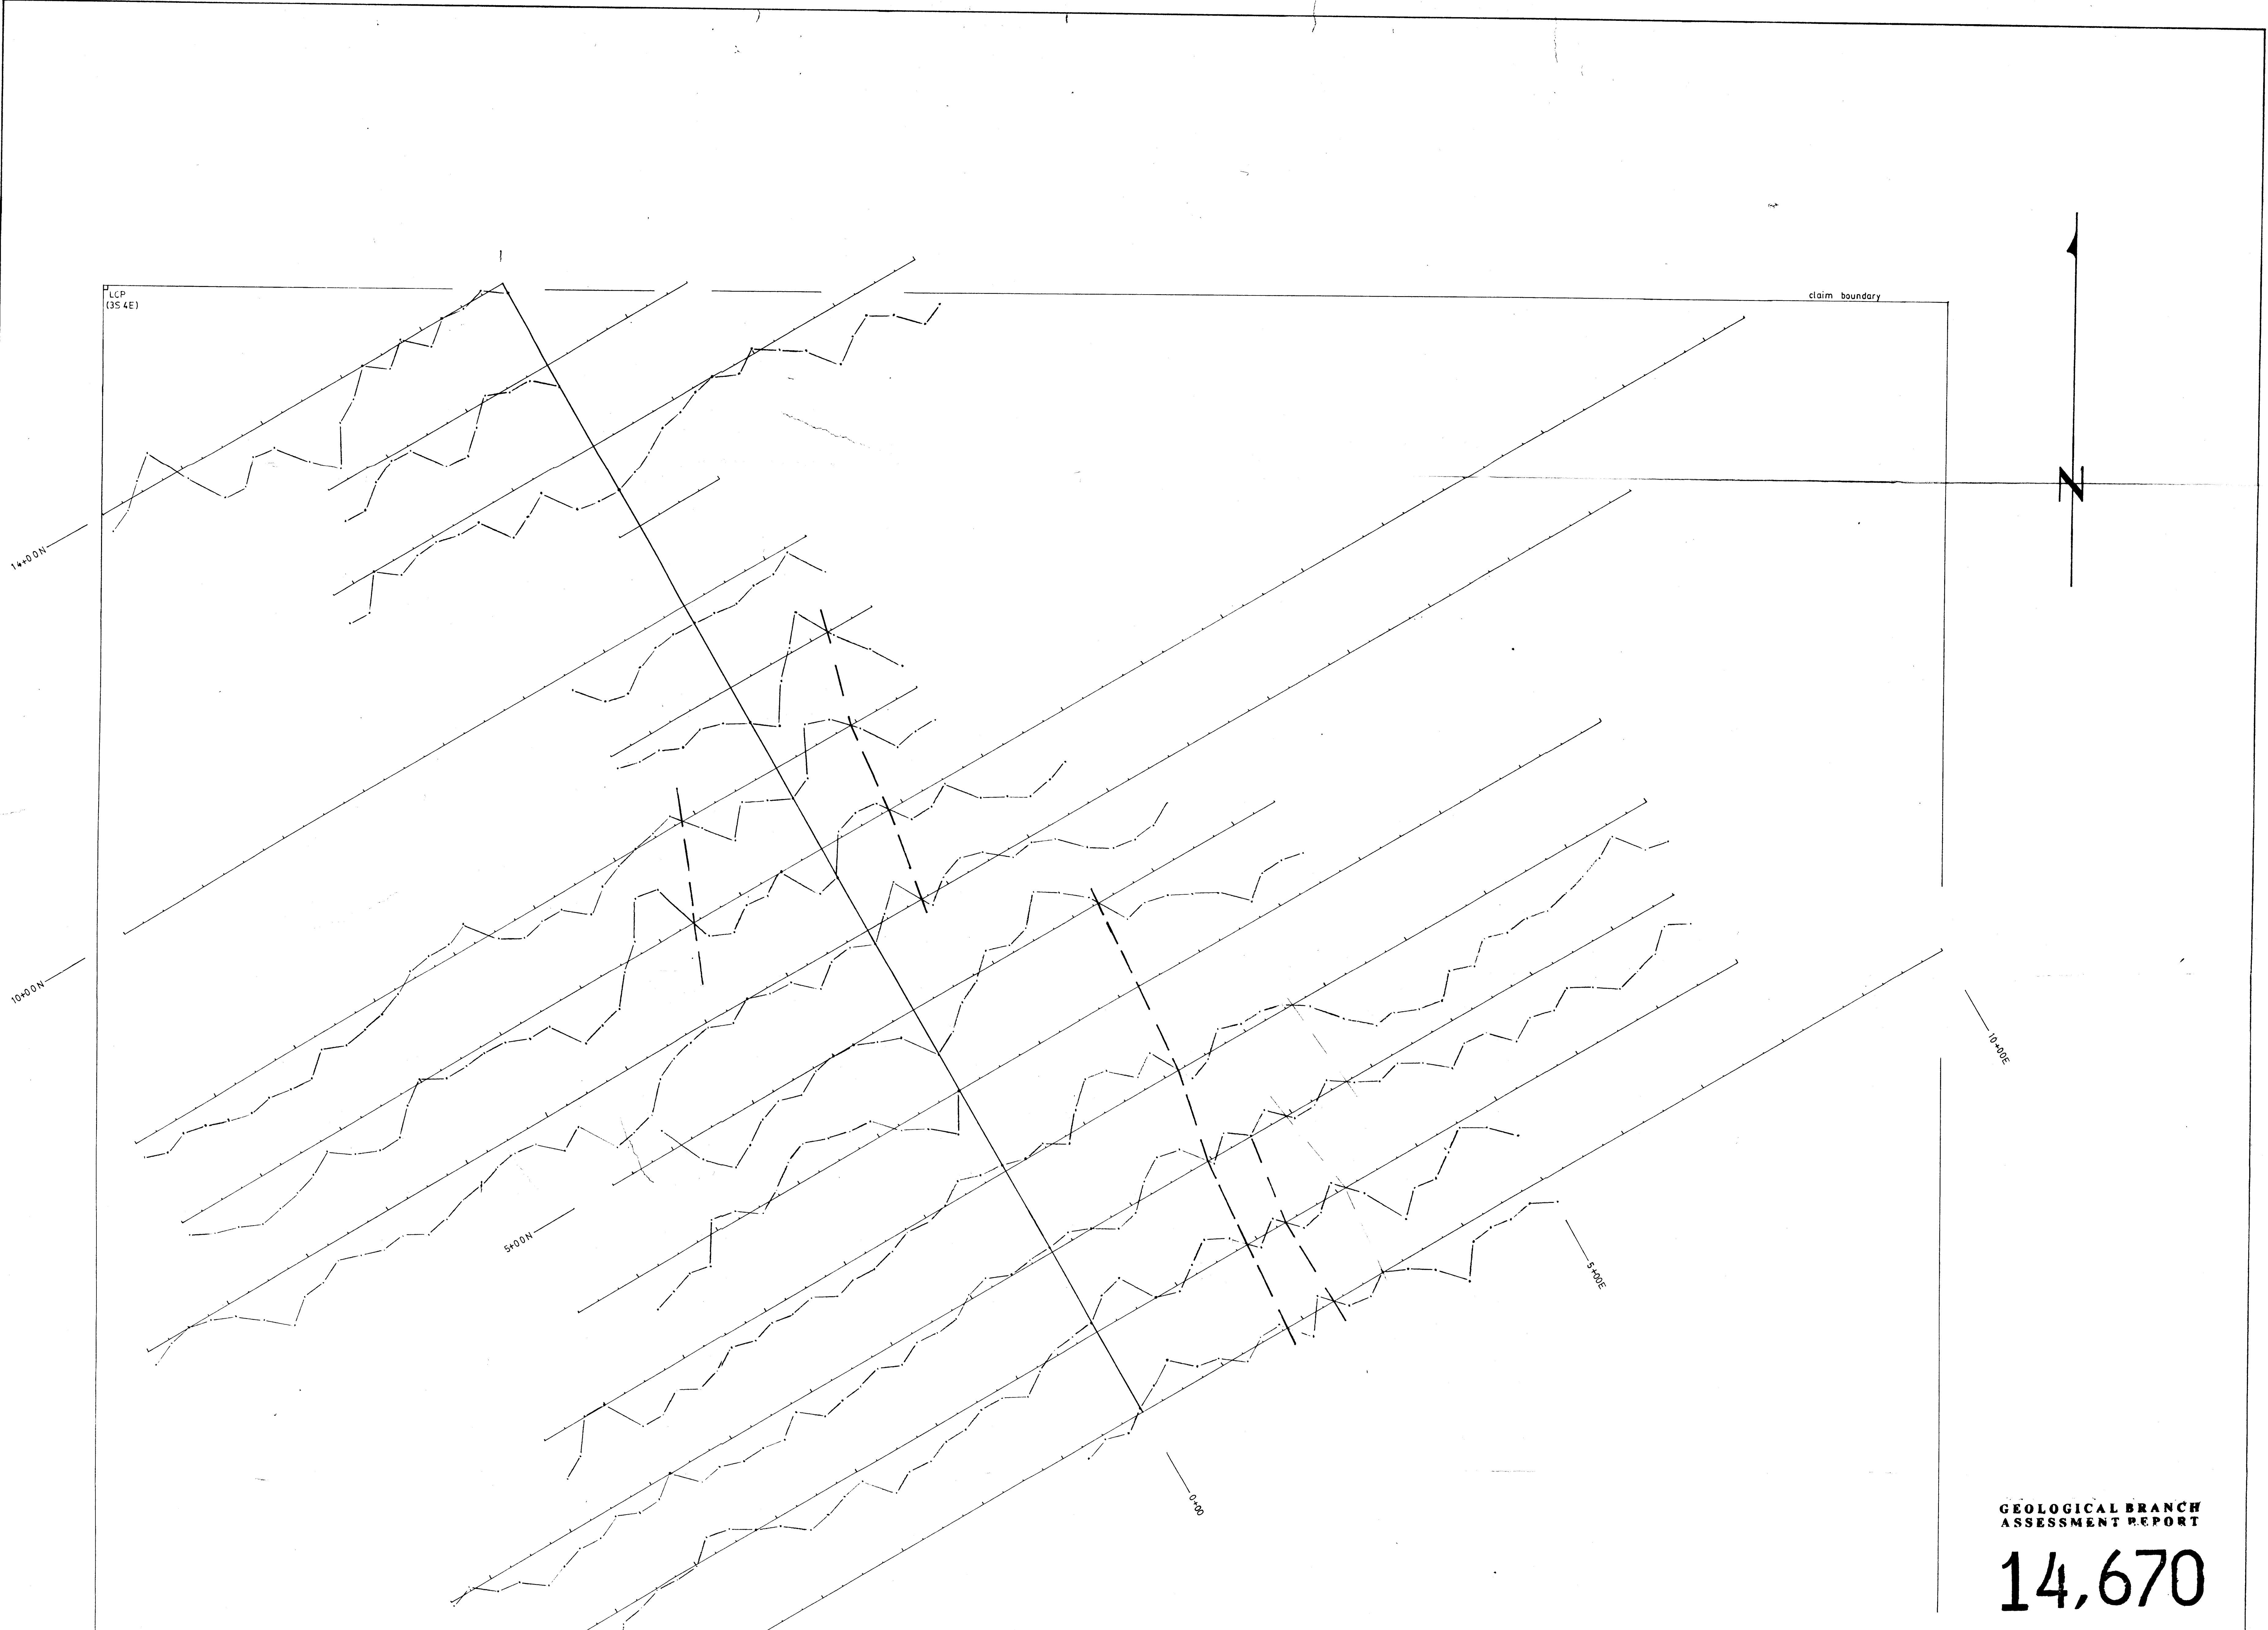 LCP
(3S 4E)
claim boundary
14+00N
N
10+00N
10+00E
5+00N
5+00E
0+00
GEOLOGICAL BRANCH
ASSESSMENT REPORT
14,670